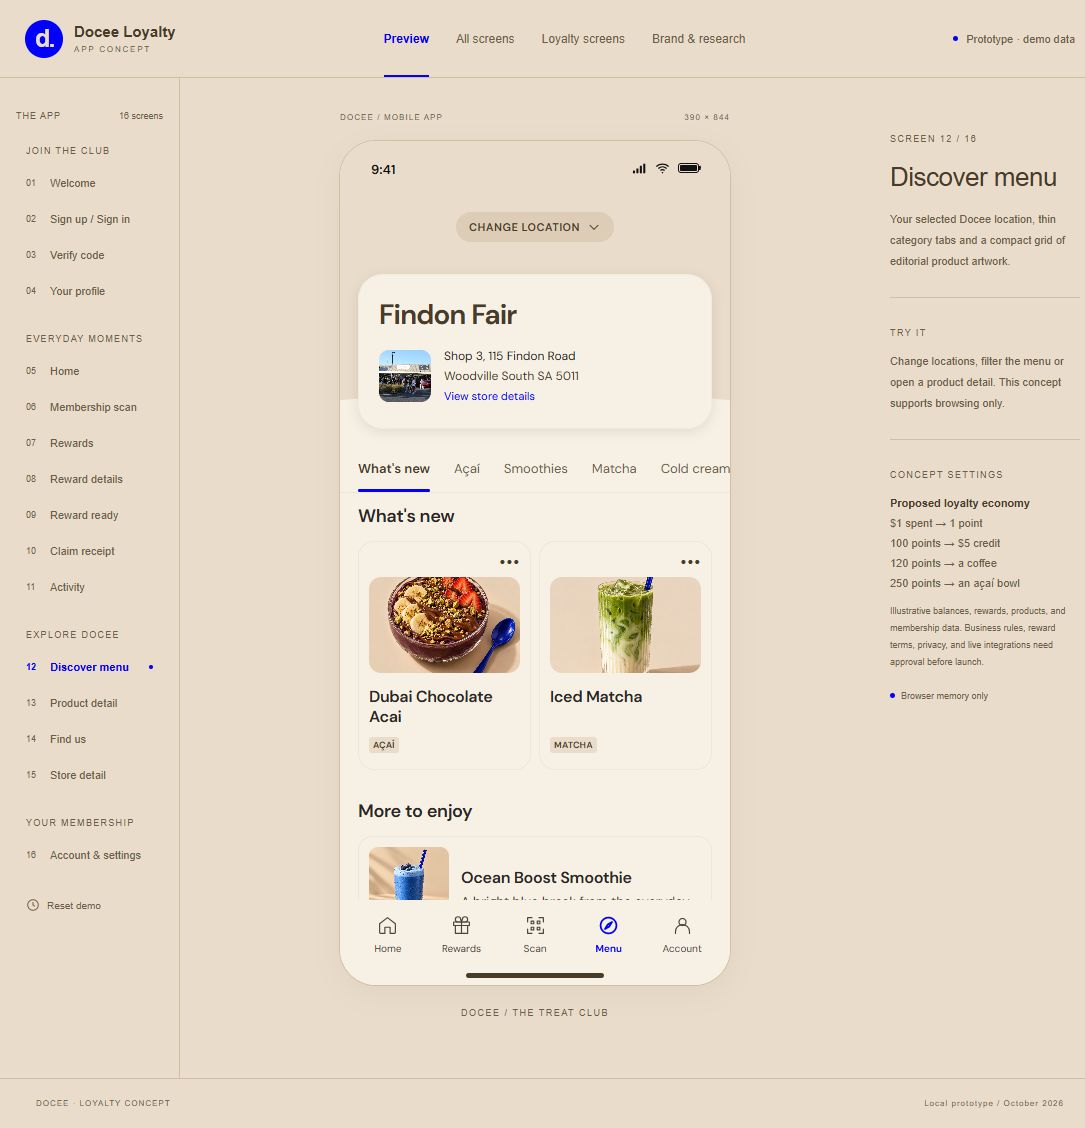 d.
Docee Loyalty
APP CONCEPT
Preview
All screens
Loyalty screens
Brand & research
Prototype · demo data
THE APP
16 screens
JOIN THE CLUB
01 Welcome
02 Sign up / Sign in
03 Verify code
04 Your profile
EVERYDAY MOMENTS
05 Home
06 Membership scan
07 Rewards
08 Reward details
09 Reward ready
10 Claim receipt
11 Activity
EXPLORE DOCEE
12 Discover menu
13 Product detail
14 Find us
15 Store detail
YOUR MEMBERSHIP
16 Account & settings
Reset demo
DOCEE / MOBILE APP
390 × 844
9:41
CHANGE LOCATION
Findon Fair
Shop 3, 115 Findon Road
Woodville South SA 5011
View store details
What's new
Açaí
Smoothies
Matcha
Cold cream
What's new
Dubai Chocolate
Acai
AÇAÍ
Iced Matcha
MATCHA
More to enjoy
Ocean Boost Smoothie
A bright blue break from the everyday
Home
Rewards
Scan
Menu
Account
DOCEE / THE TREAT CLUB
SCREEN 12 / 16
Discover menu
Your selected Docee location, thin
category tabs and a compact grid of
editorial product artwork.
TRY IT
Change locations, filter the menu or
open a product detail. This concept
supports browsing only.
CONCEPT SETTINGS
Proposed loyalty economy
$1 spent → 1 point
100 points → $5 credit
120 points → a coffee
250 points → an açaí bowl
Illustrative balances, rewards, products, and
membership data. Business rules, reward
terms, privacy, and live integrations need
approval before launch.
Browser memory only
DOCEE · LOYALTY CONCEPT
Local prototype / October 2026